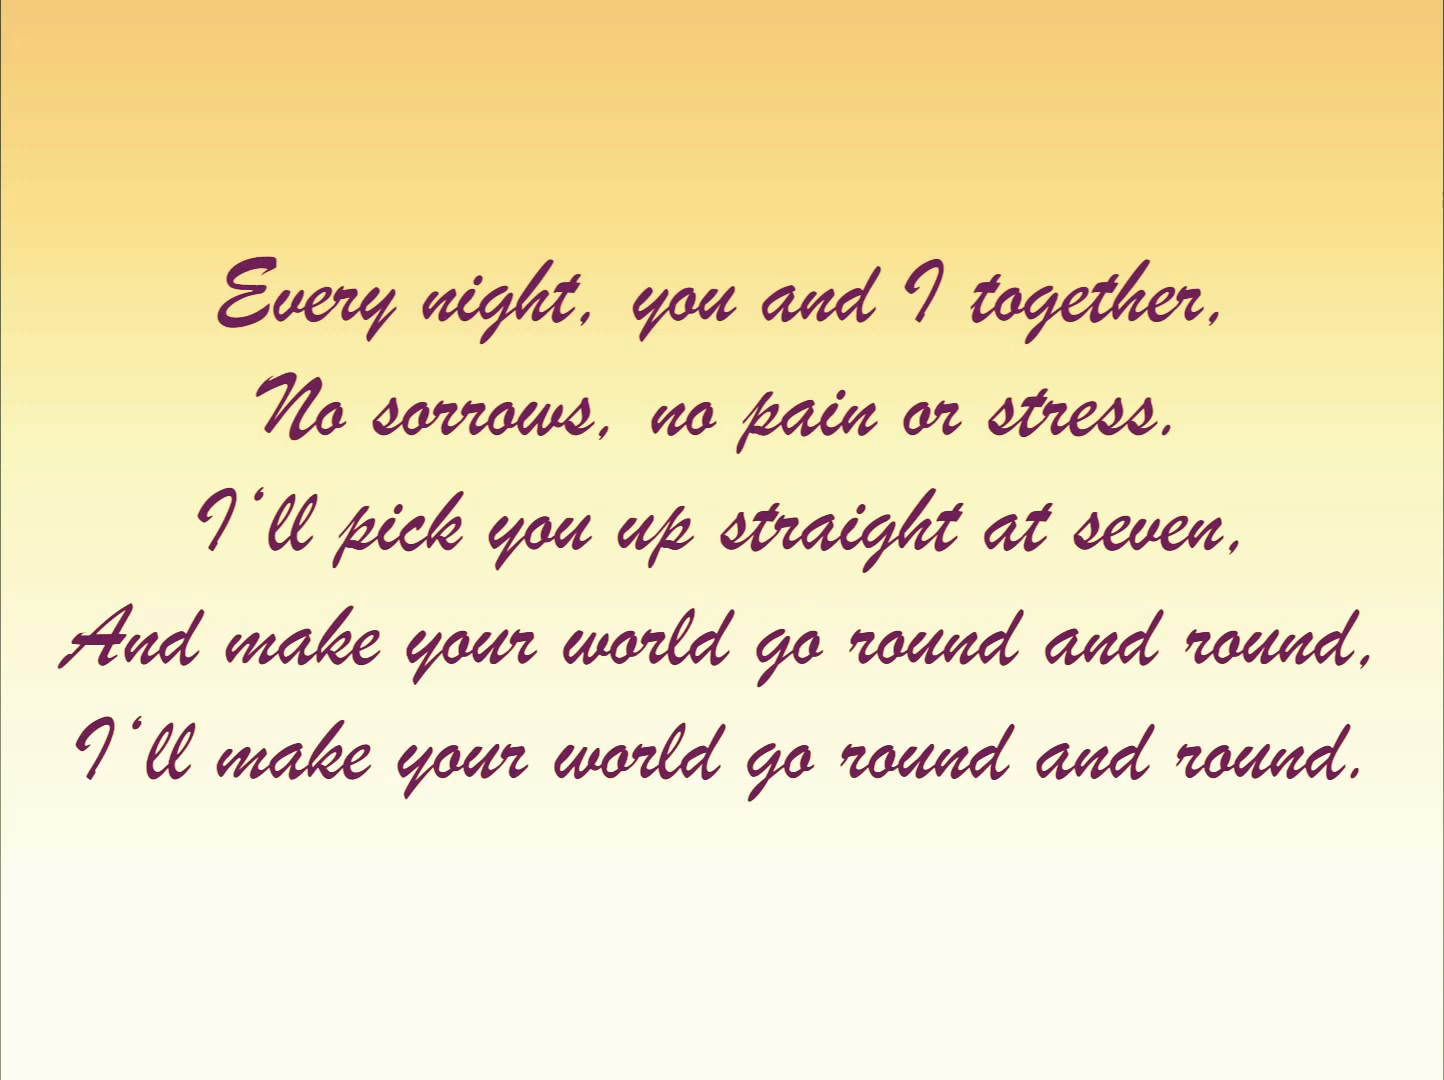 Every night, you and I together,
No sorrows, no pain or stress.
I‘ll pick you up straight at seven,
And make your world go round and round,
I‘ll make your world go round and round.